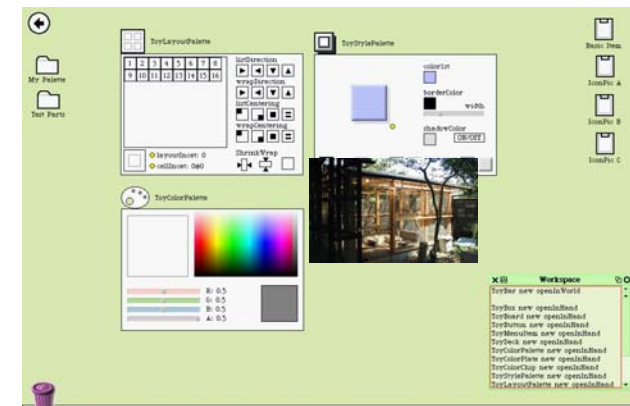 ToyLayoutPalette
1 2 3 4 5 6 7 8
9 10 11 12 13 14 15 16
listDirection
wrapDirection
listCentering
wrapCentering
ShrinkWrap
layoutInset: 0
cellInset: 0@0
ToyStylePalette
color1st
borderColor
width
shadowColor
ON/OFF
My Palette
Test Parts
Basic Item
IconPic A
IconPic B
IconPic C
ToyColorPalette
R: 0.5
G: 0.5
B: 0.5
A: 0.5
Workspace
ToyBar new openInWorld
ToyBox new openInHand
ToyBoard new openInHand
ToyButton new openInHand
ToyMenuItem new openInHand
ToyDeck new openInHand
ToyColorPalette new openInHand
ToyColorPlate new openInHand
ToyColorChip new openInHand
ToyStylePalette new openInHand
ToyLayoutPalette new openInHand